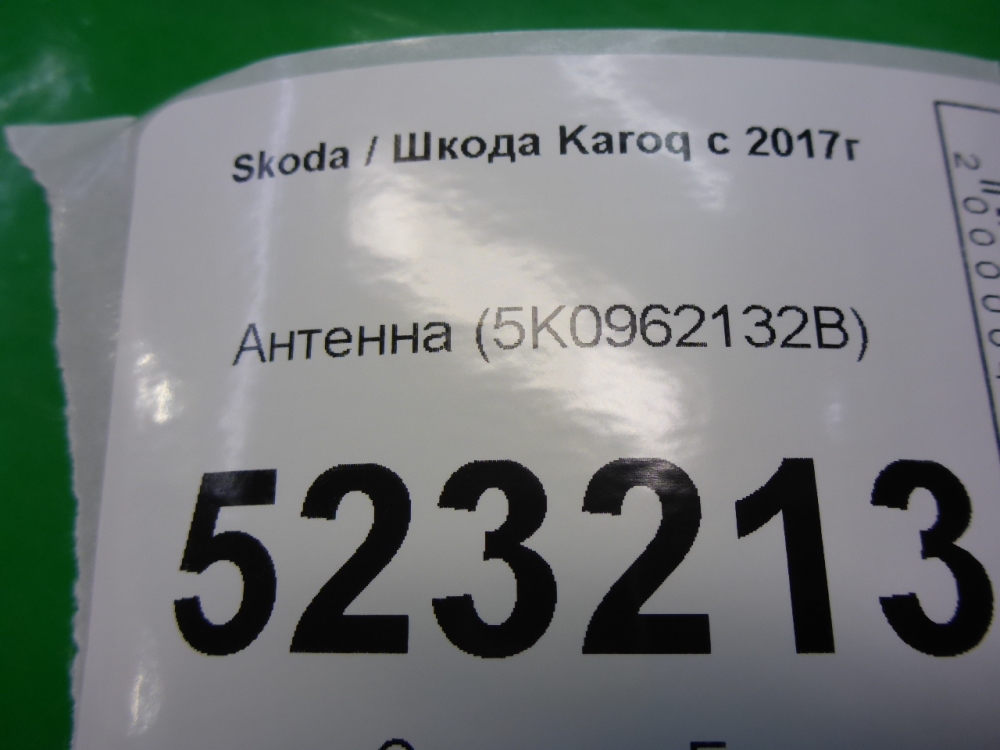 Skoda / Шкода Karoq с 2017г
Антенна (5K0962132B)
523213